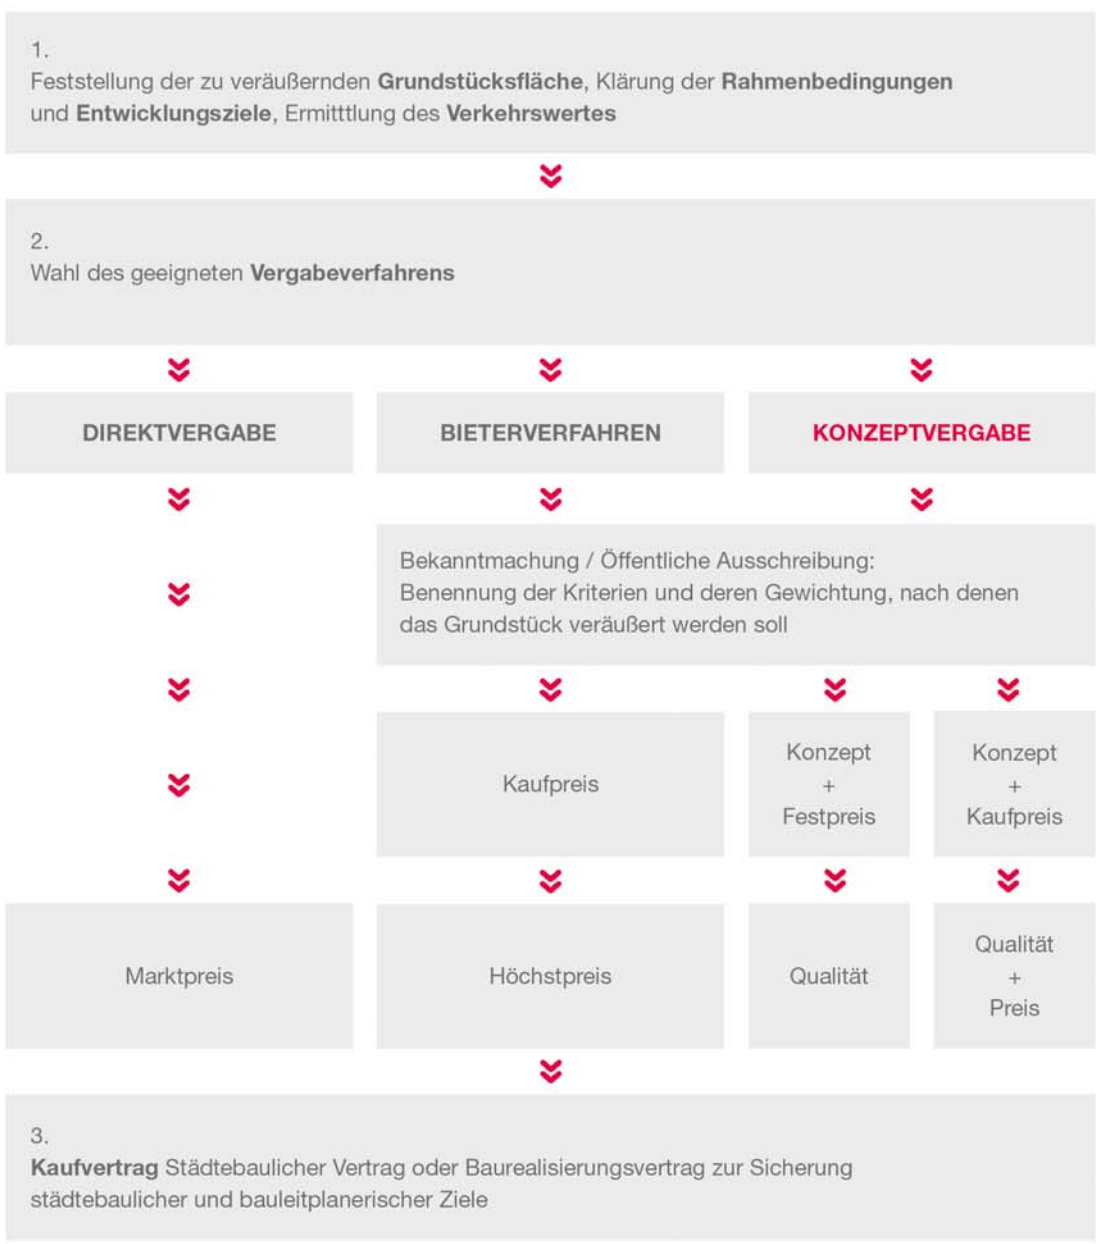 1.
Feststellung der zu veräußernden Grundstücksfläche, Klärung der Rahmenbedingungen
und Entwicklungsziele, Ermitttlung des Verkehrswertes
2.
Wahl des geeigneten Vergabeverfahrens
DIREKTVERGABE
BIETERVERFAHREN
KONZEPTVERGABE
Bekanntmachung / Öffentliche Ausschreibung:
Benennung der Kriterien und deren Gewichtung, nach denen
das Grundstück veräußert werden soll
Kaufpreis
Konzept
+
Festpreis
Konzept
+
Kaufpreis
Marktpreis
Höchstpreis
Qualität
Qualität
+
Preis
3.
Kaufvertrag Städtebaulicher Vertrag oder Baurealisierungsvertrag zur Sicherung
städtebaulicher und bauleitplanerischer Ziele